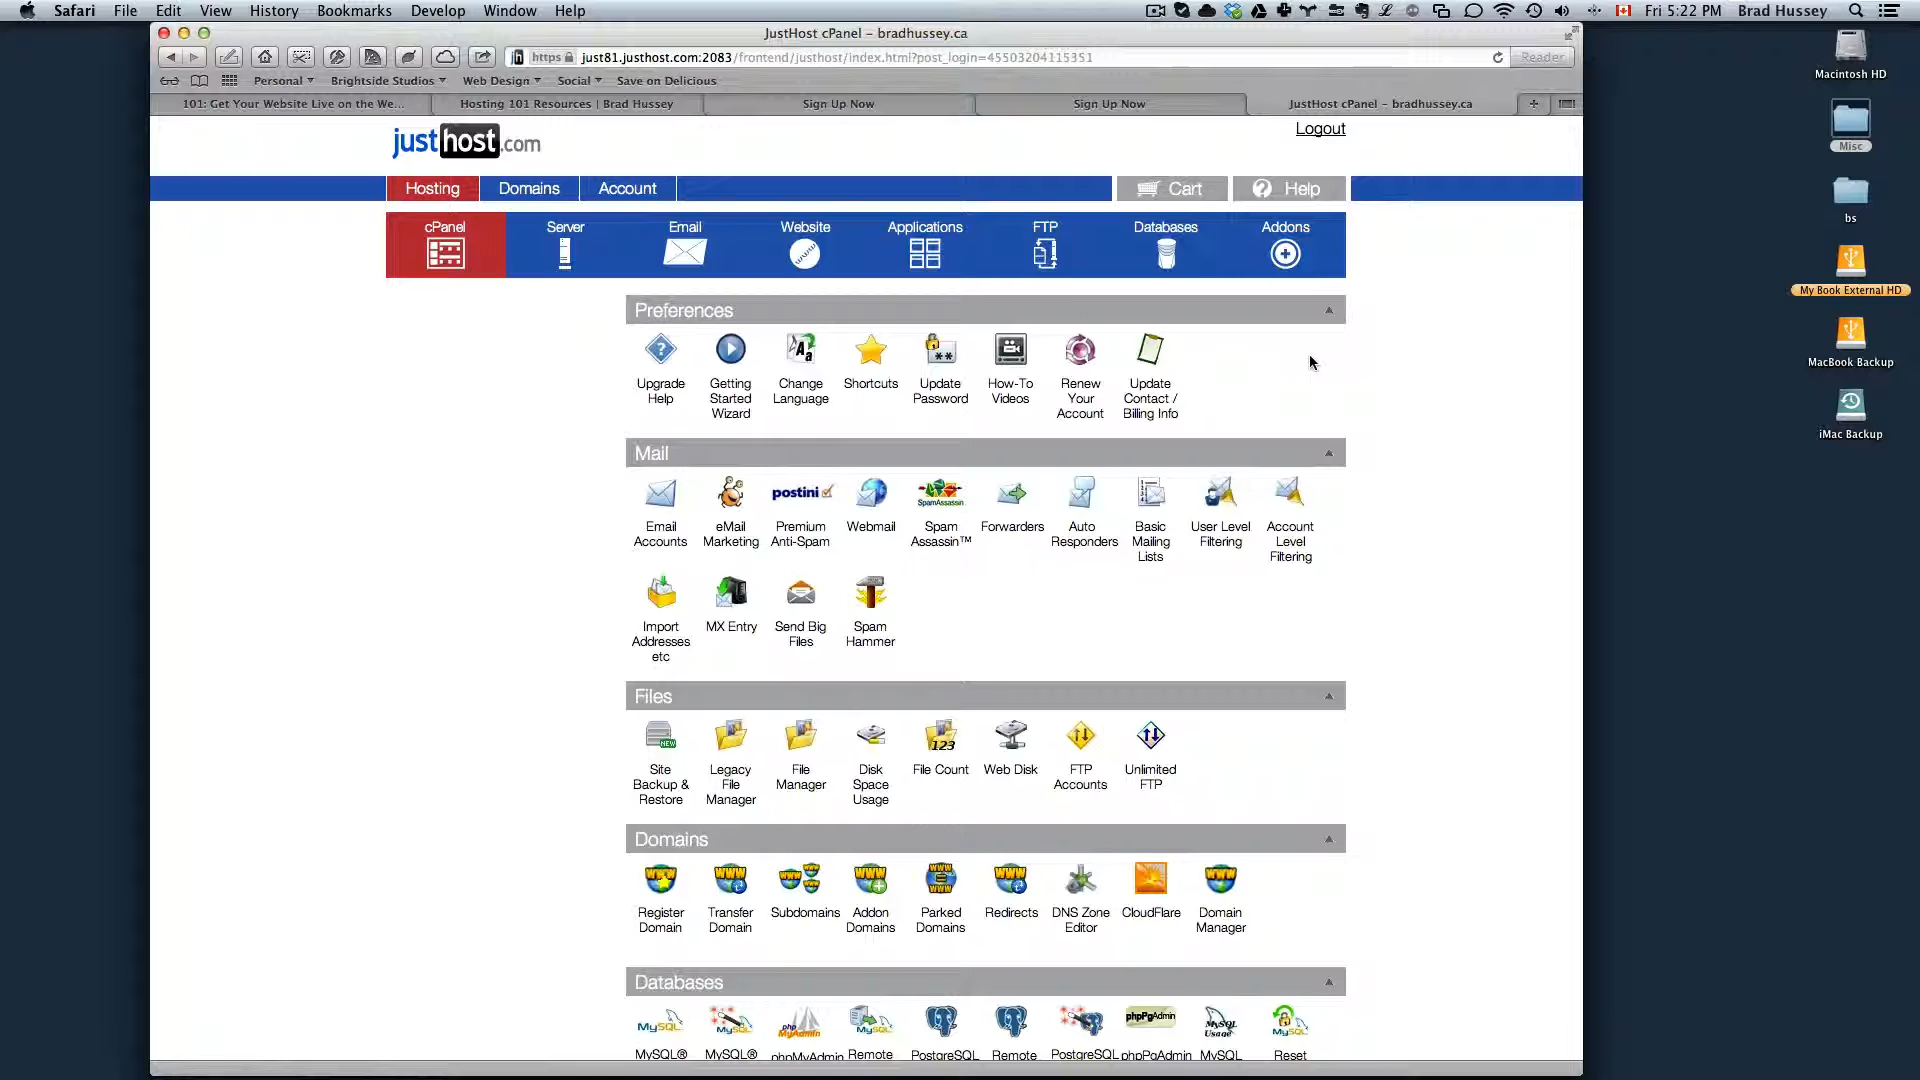 Safari File Edit View History Bookmarks Develop Window Help Fri 5:22 PM Brad Hussey
JustHost cPanel – bradhussey.ca
https just81.justhost.com:2083/frontend/justhost/index.html?post_login=45503204115351 Reader
Personal Brightside Studios Web Design Social Save on Delicious
101: Get Your Website Live on the We... Hosting 101 Resources | Brad Hussey Sign Up Now Sign Up Now JustHost cPanel – bradhussey.ca
justhost.com
Logout
Hosting Domains Account Cart Help
cPanel Server Email Website Applications FTP Databases Addons
Preferences
Upgrade Help
Getting Started Wizard
Change Language
Shortcuts
Update Password
How-To Videos
Renew Your Account
Update Contact / Billing Info
Mail
postini
SpamAssassin
Email Accounts
eMail Marketing
Premium Anti-Spam
Webmail
Spam Assassin™
Forwarders
Auto Responders
Basic Mailing Lists
User Level Filtering
Account Level Filtering
Import Addresses etc
MX Entry
Send Big Files
Spam Hammer
Files
NEW
123
Site Backup & Restore
Legacy File Manager
File Manager
Disk Space Usage
File Count
Web Disk
FTP Accounts
Unlimited FTP
Domains
Register Domain
Transfer Domain
Subdomains
Addon Domains
Parked Domains
Redirects
DNS Zone Editor
CloudFlare
Domain Manager
Databases
MySQL® MySQL® phpMyAdmin Remote PostgreSQL Remote PostgreSQL phpPgAdmin MySQL Reset
Macintosh HD
Misc
bs
My Book External HD
MacBook Backup
iMac Backup